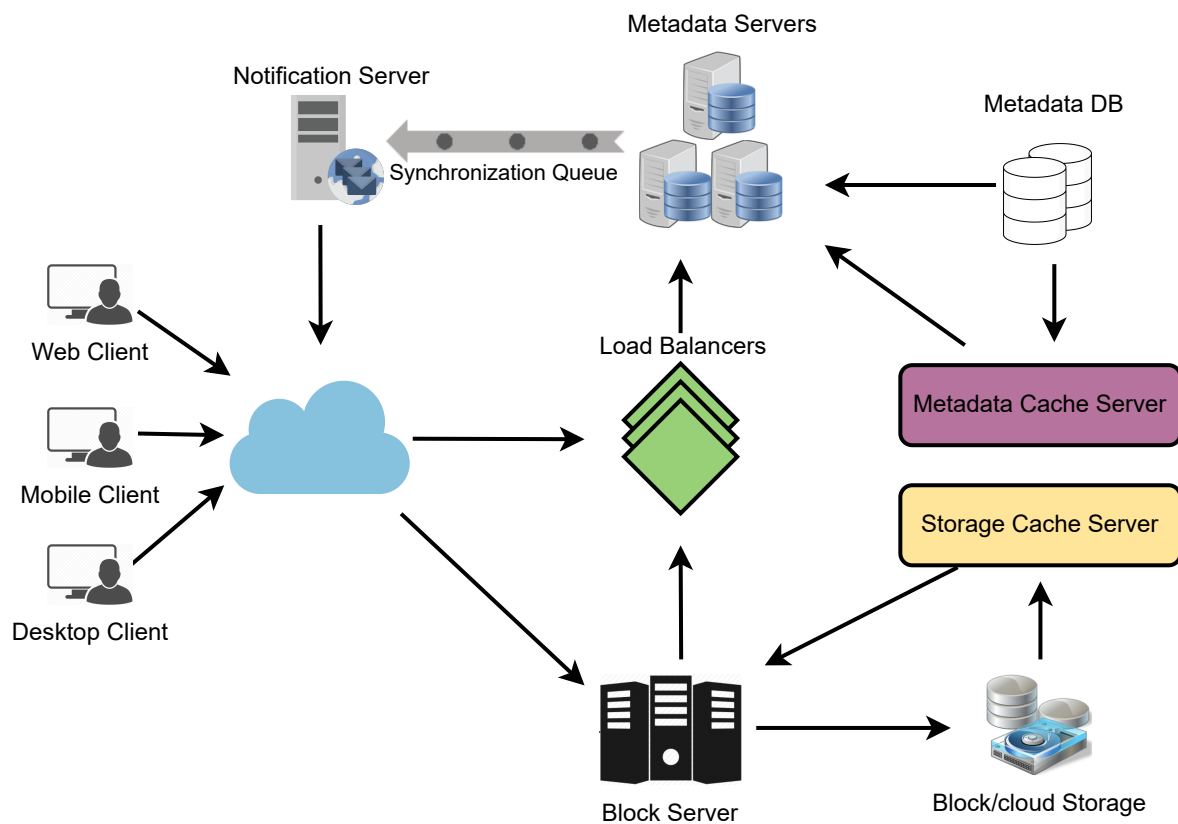 Metadata Servers
Notification Server
Metadata DB
Synchronization Queue
Web Client
Load Balancers
Metadata Cache Server
Mobile Client
Storage Cache Server
Desktop Client
Block Server
Block/cloud Storage